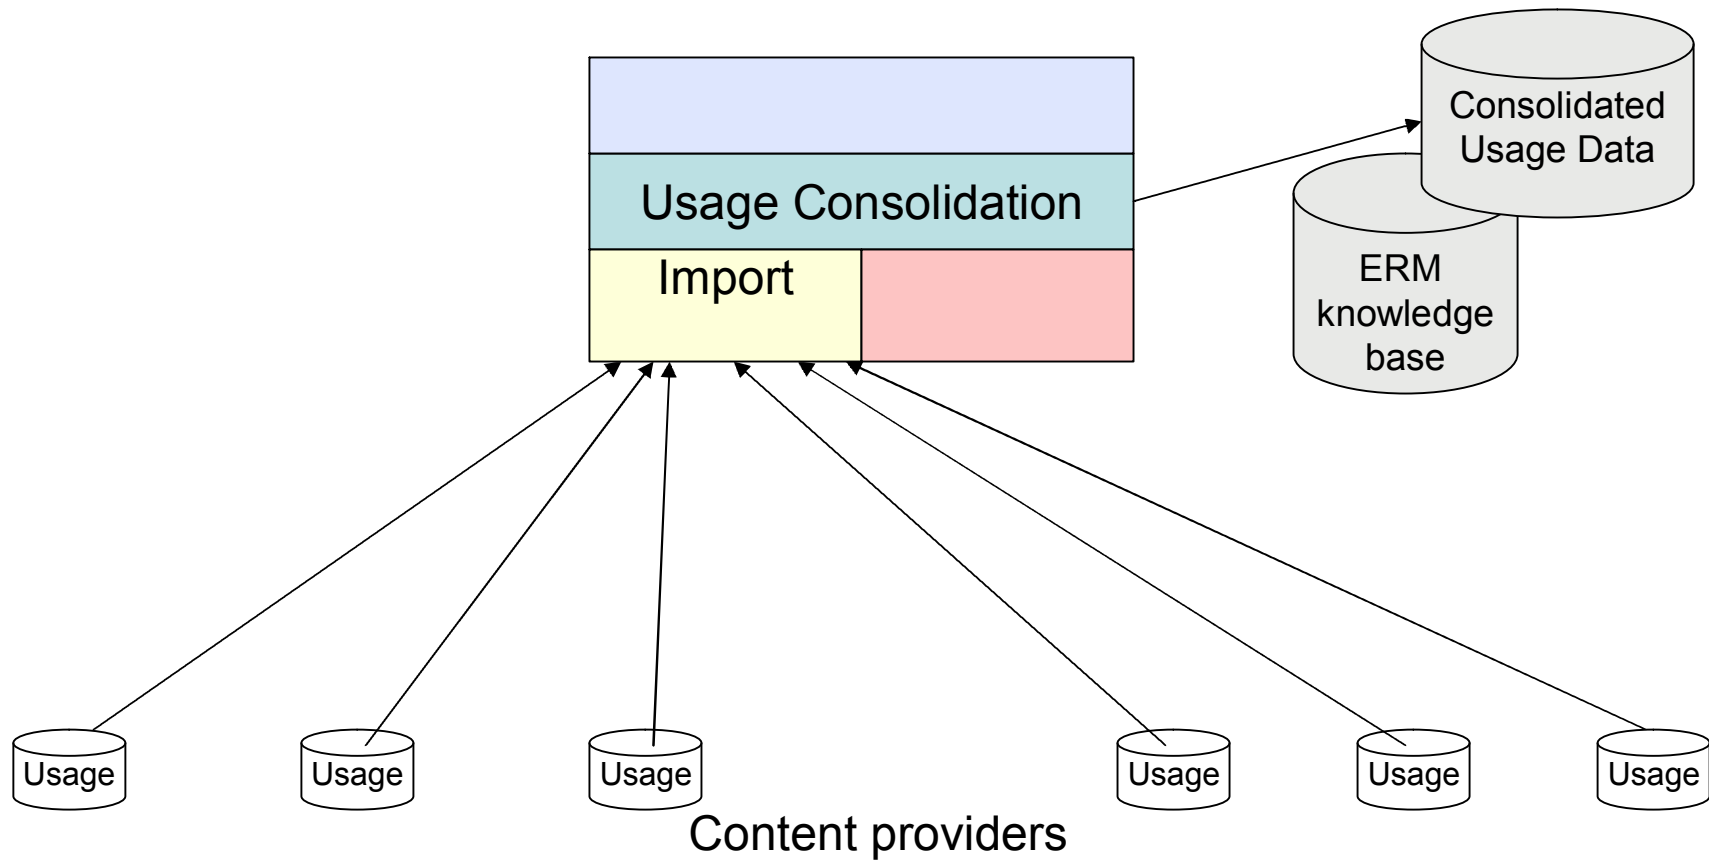 Consolidated
Usage Data
Usage Consolidation
Import
ERM
knowledge
base
Usage
Usage
Usage
Usage
Usage
Usage
Content providers